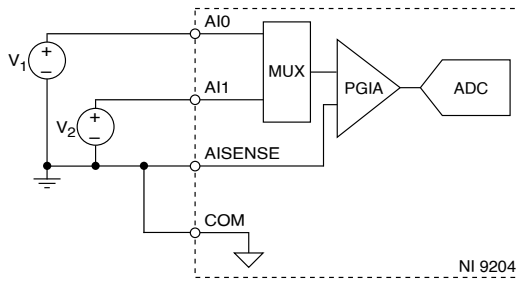 AI0
V1
+
–
MUX
PGIA
ADC
AI1
V2
+
–
AISENSE
COM
NI 9204